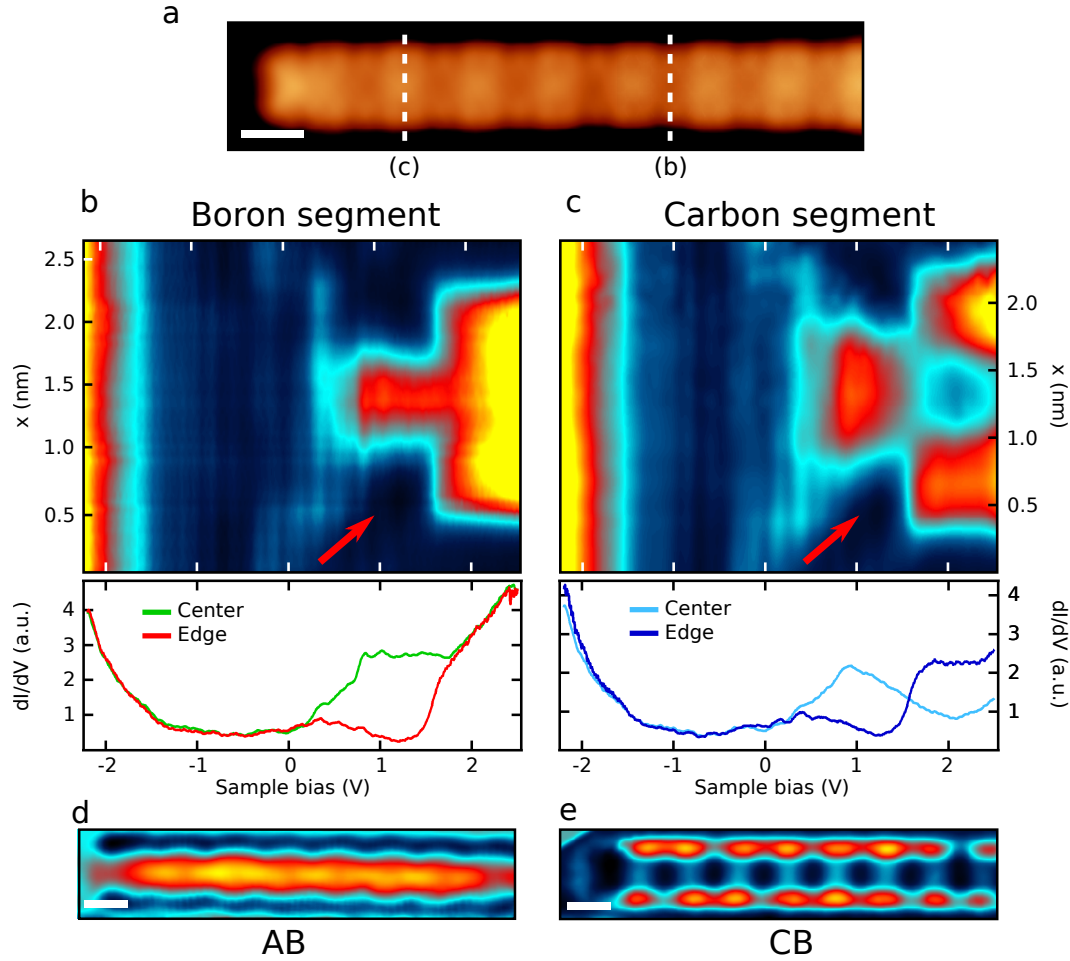 a
(c) (b)
b Boron segment
c Carbon segment
2.5
2.0
1.5
1.0
0.5
x (nm)
2.0
1.5
1.0
0.5
x (nm)
4
3
2
1
dI/dV (a.u.)
Center
Edge
-2 -1 0 1 2
Sample bias (V)
Center
Edge
4
3
2
1
dI/dV (a.u.)
-2 -1 0 1 2
Sample bias (V)
d
AB
e
CB